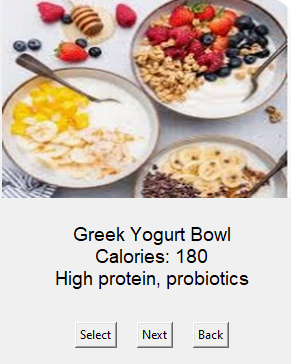 Greek Yogurt Bowl
Calories: 180
High protein, probiotics
Select Next Back